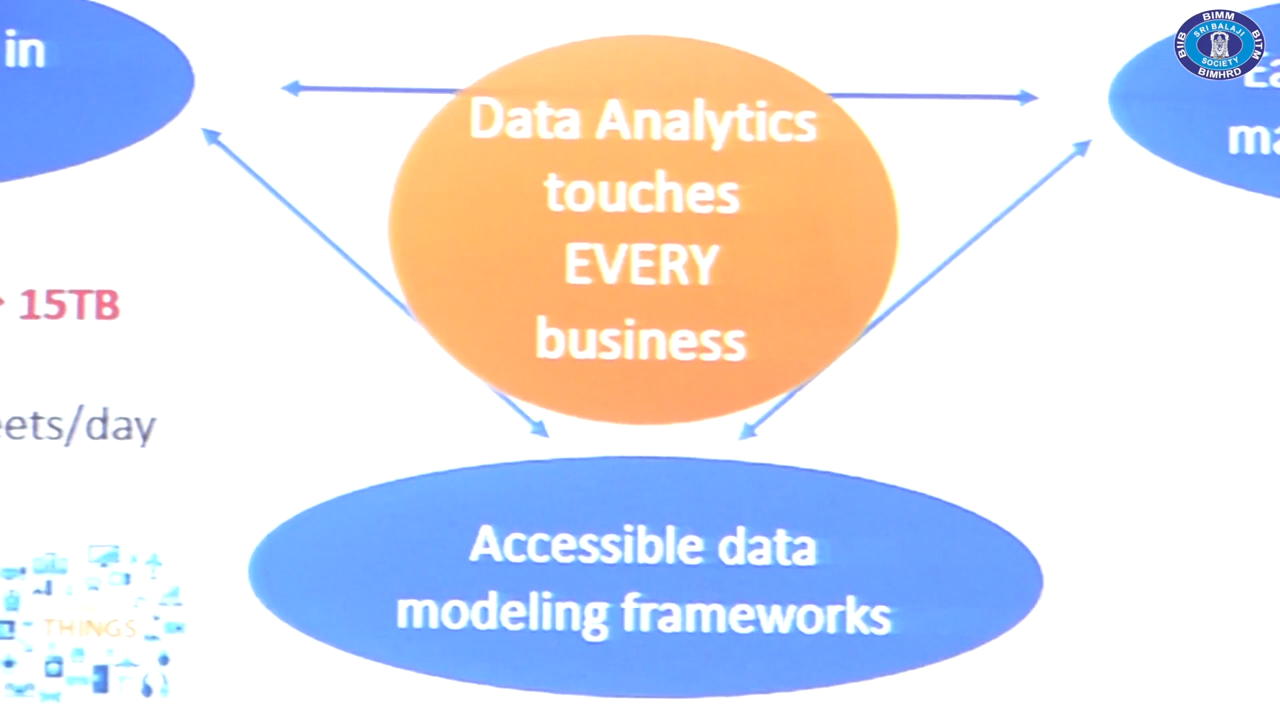 in
Data Analytics
touches
EVERY
business
15TB
/day
Accessible data
modeling frameworks
THINGS
BIMM
BIIB
SRI BALAJI
SOCIETY
BITM
BIMHRD